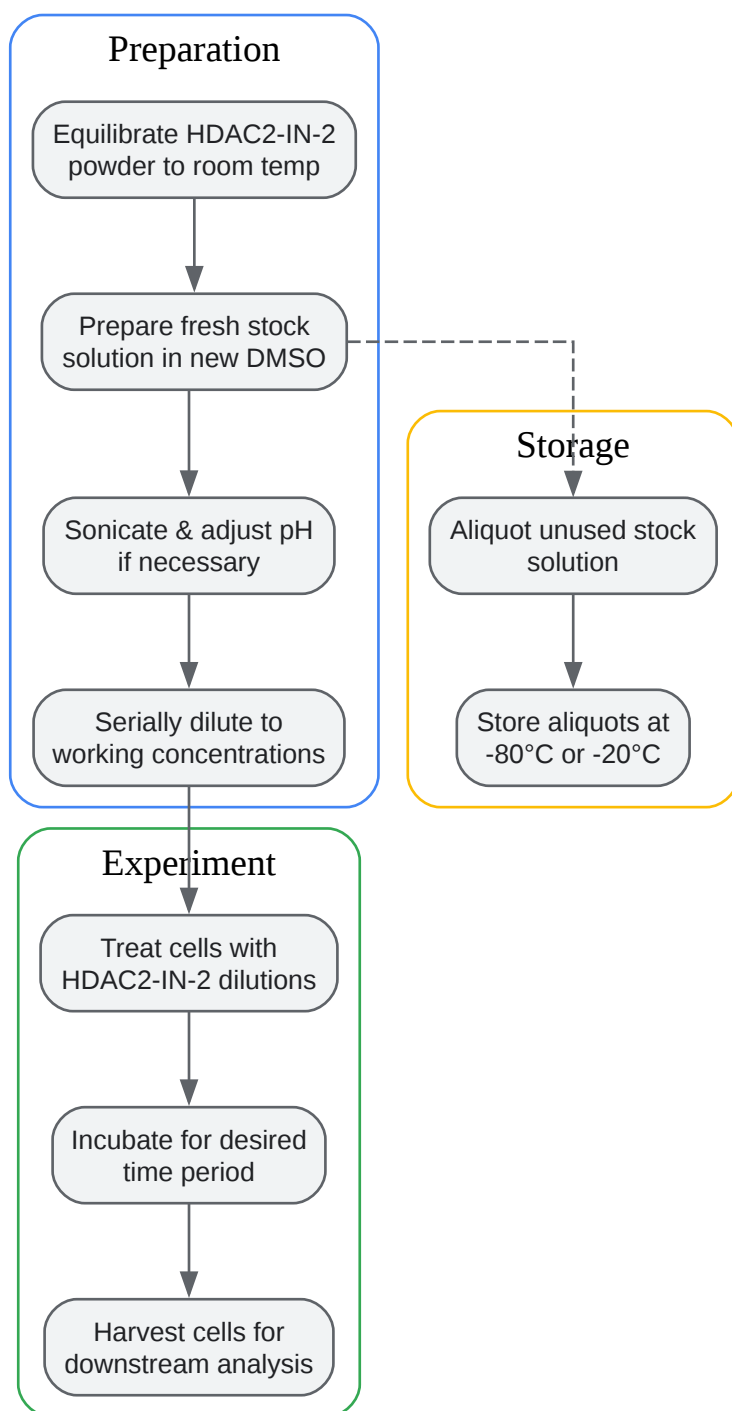 Preparation
Equilibrate HDAC2-IN-2
powder to room temp
Prepare fresh stock
solution in new DMSO
Sonicate & adjust pH
if necessary
Serially dilute to
working concentrations
Storage
Aliquot unused stock
solution
Store aliquots at
-80°C or -20°C
Experiment
Treat cells with
HDAC2-IN-2 dilutions
Incubate for desired
time period
Harvest cells for
downstream analysis